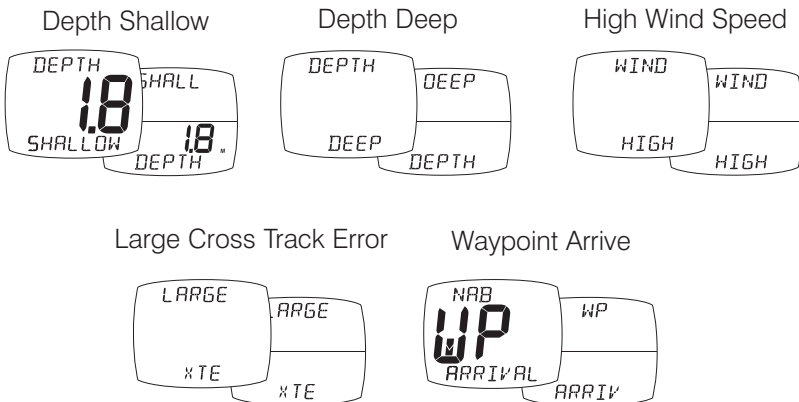 Depth Shallow
DEPTH
1.8
SHALLOW
SHALL
1.8 M
DEPTH
Depth Deep
DEPTH
DEEP
DEEP
DEPTH
High Wind Speed
WIND
HIGH
WIND
HIGH
Large Cross Track Error
LARGE
XTE
LARGE
XTE
Waypoint Arrive
NAB
WP
ARRIVAL
WP
ARRIV